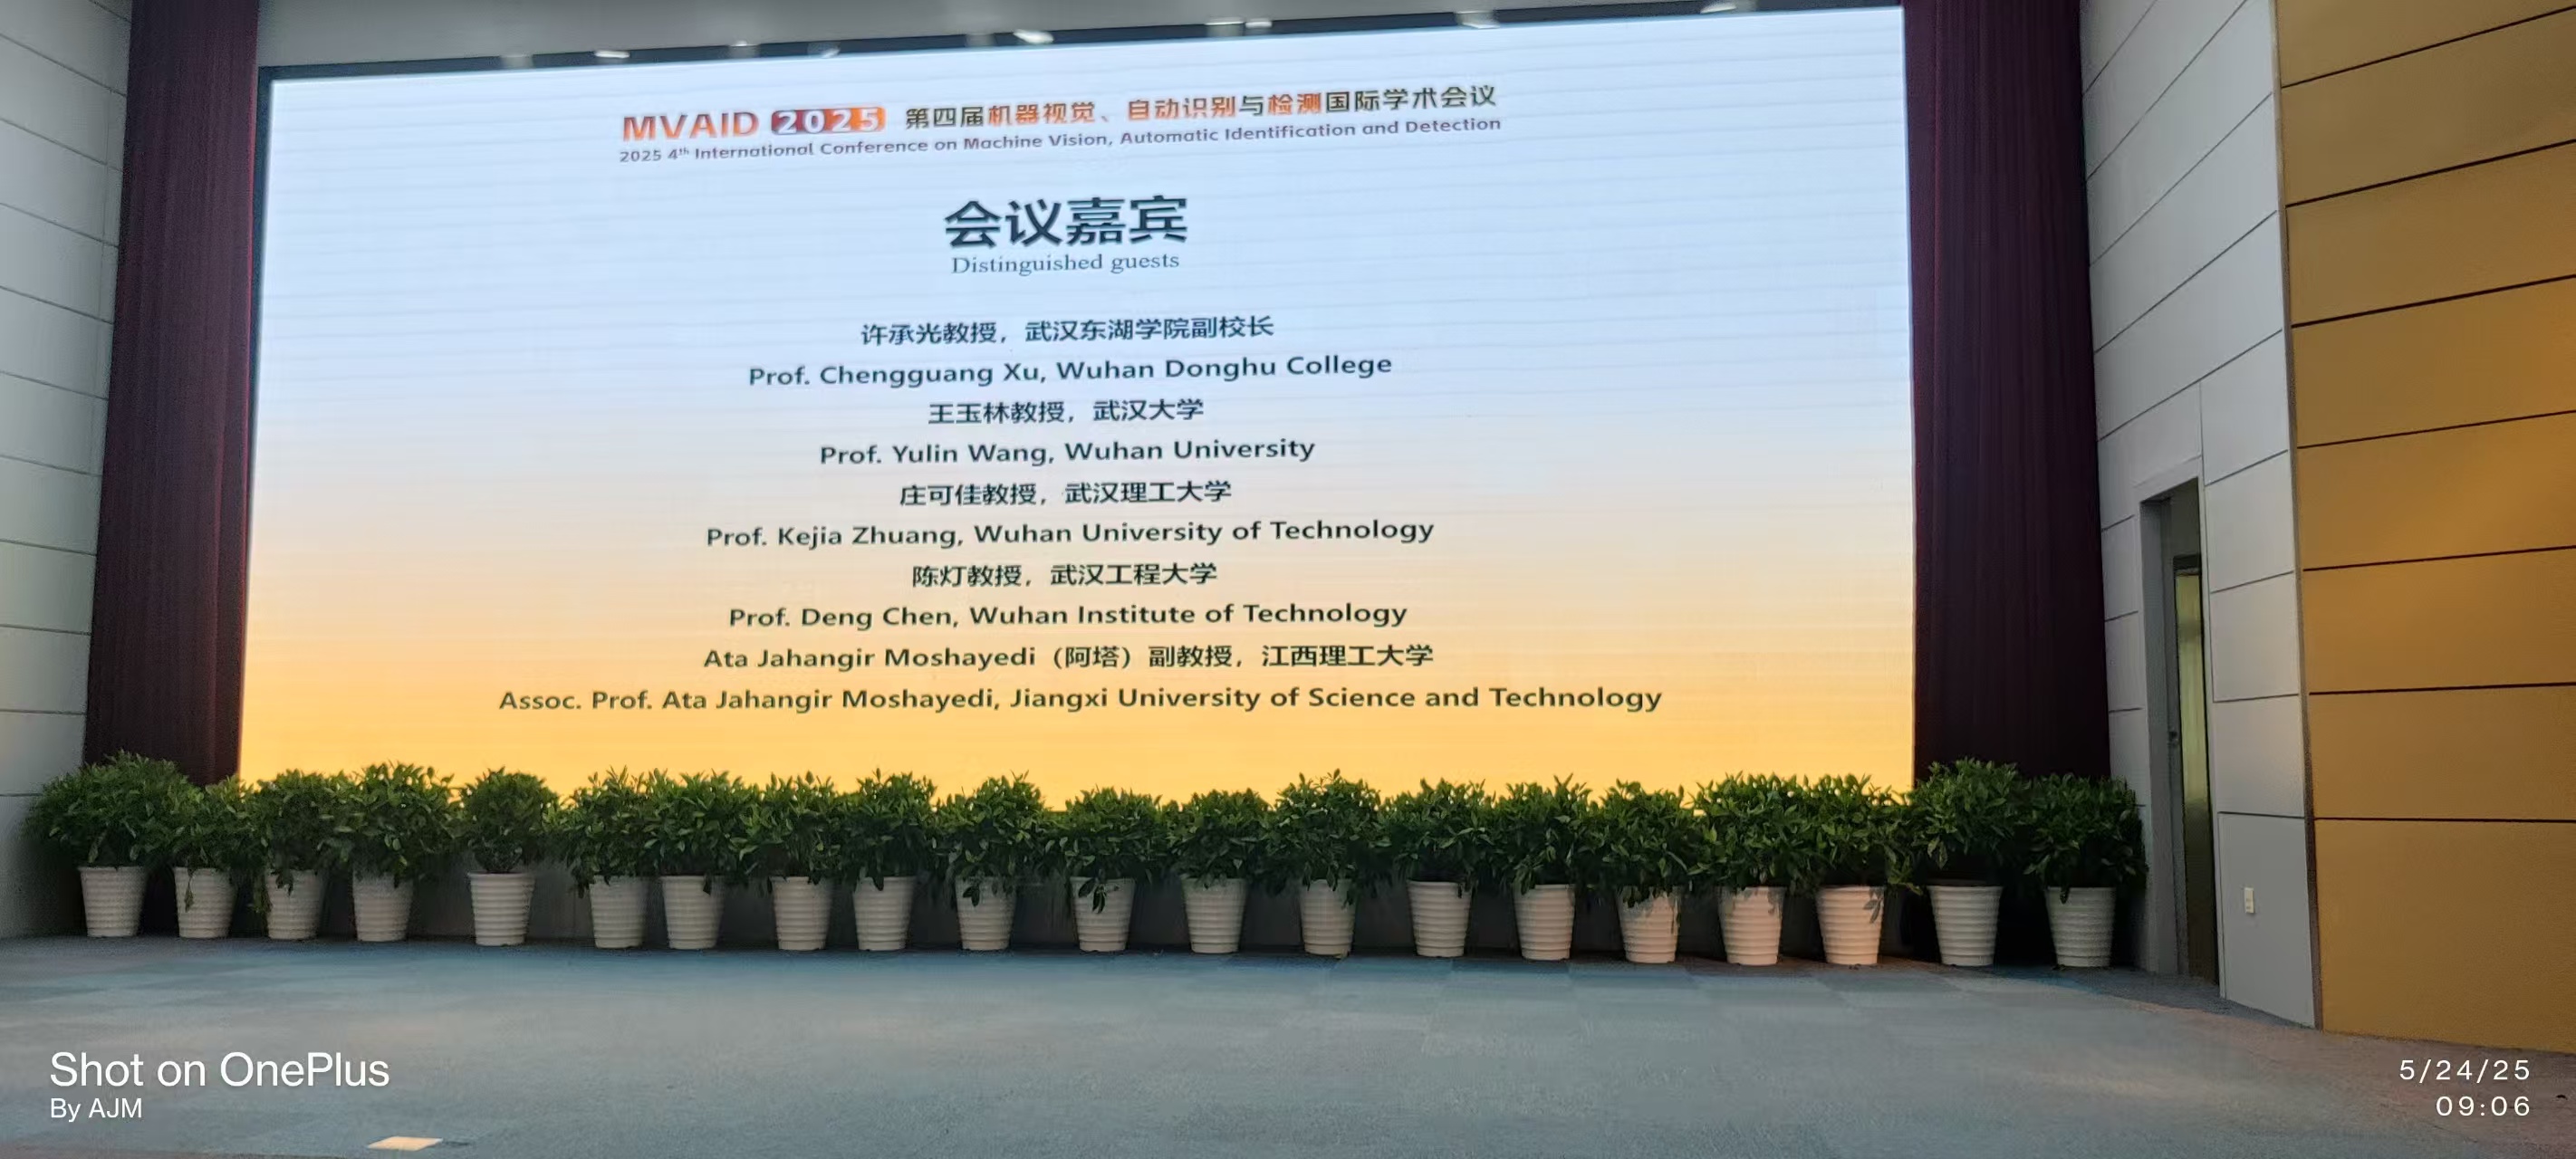 MVAID 2025 第四届机器视觉、自动识别与检测国际学术会议
2025 4th International Conference on Machine Vision, Automatic Identification and Detection
会议嘉宾
Distinguished guests
许承光教授，武汉东湖学院副校长
Prof. Chengguang Xu, Wuhan Donghu College
王玉林教授，武汉大学
Prof. Yulin Wang, Wuhan University
庄可佳教授，武汉理工大学
Prof. Kejia Zhuang, Wuhan University of Technology
陈灯教授，武汉工程大学
Prof. Deng Chen, Wuhan Institute of Technology
Ata Jahangir Moshayedi（阿塔）副教授，江西理工大学
Assoc. Prof. Ata Jahangir Moshayedi, Jiangxi University of Science and Technology
Shot on OnePlus
By AJM
5/24/25
09:06